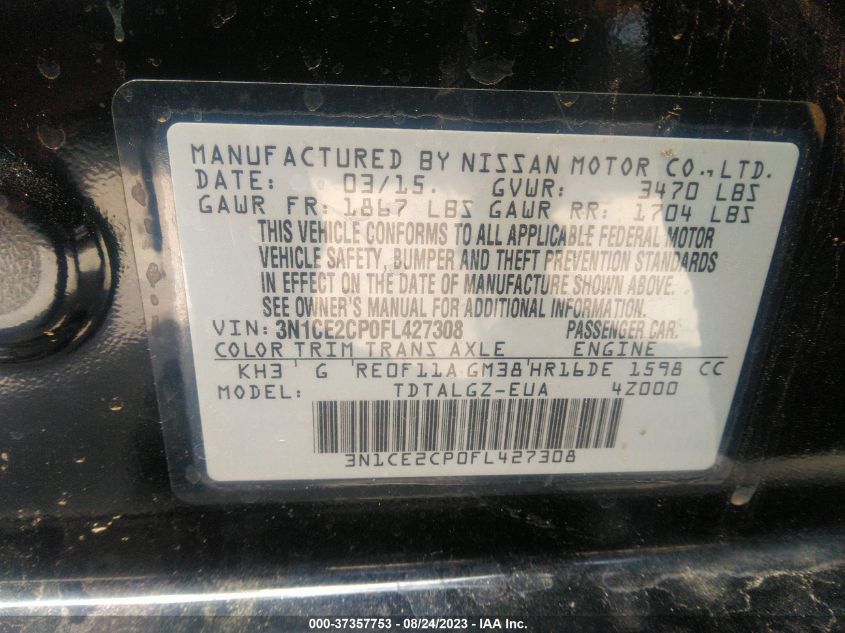 MANUFACTURED BY NISSAN MOTOR CO., LTD.
DATE: 03/15. GVWR: 3470 LBS
GAWR FR: 1867 LBS GAWR RR: 1704 LBS
THIS VEHICLE CONFORMS TO ALL APPLICABLE FEDERAL MOTOR
VEHICLE SAFETY, BUMPER AND THEFT PREVENTION STANDARDS
IN EFFECT ON THE DATE OF MANUFACTURE SHOWN ABOVE.
SEE OWNER'S MANUAL FOR ADDITIONAL INFORMATION.
VIN: 3N1CE2CP0FL427308 PASSENGER CAR.
COLOR TRIM TRANS AXLE ENGINE
KH3 G RE0F11A GM38 HR16DE 1598 CC
MODEL: TDTALGZ-EUA 4Z000
3N1CE2CP0FL427308
000-37357753 - 08/24/2023 - IAA Inc.